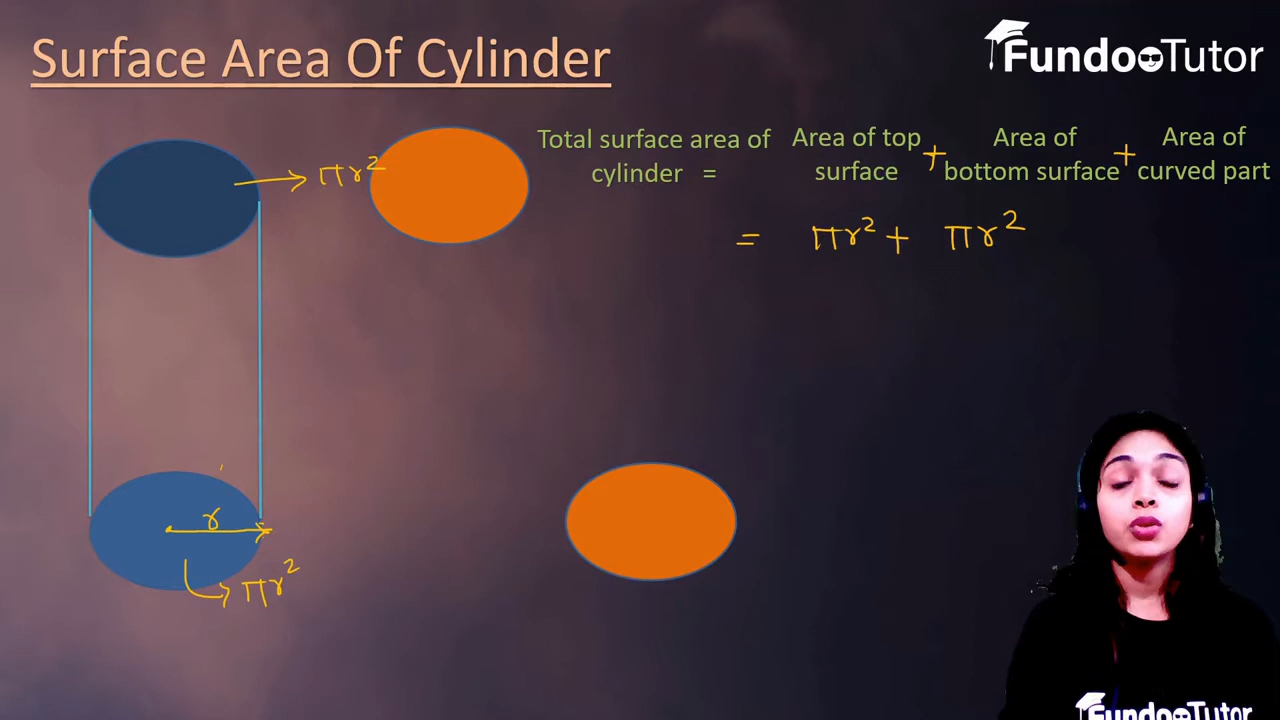 Surface Area Of Cylinder
FundooTutor
Total surface area of cylinder =
Area of top surface
+
Area of bottom surface
+
Area of curved part
= πr² + πr²
πr²
r
πr²
FundooTutor